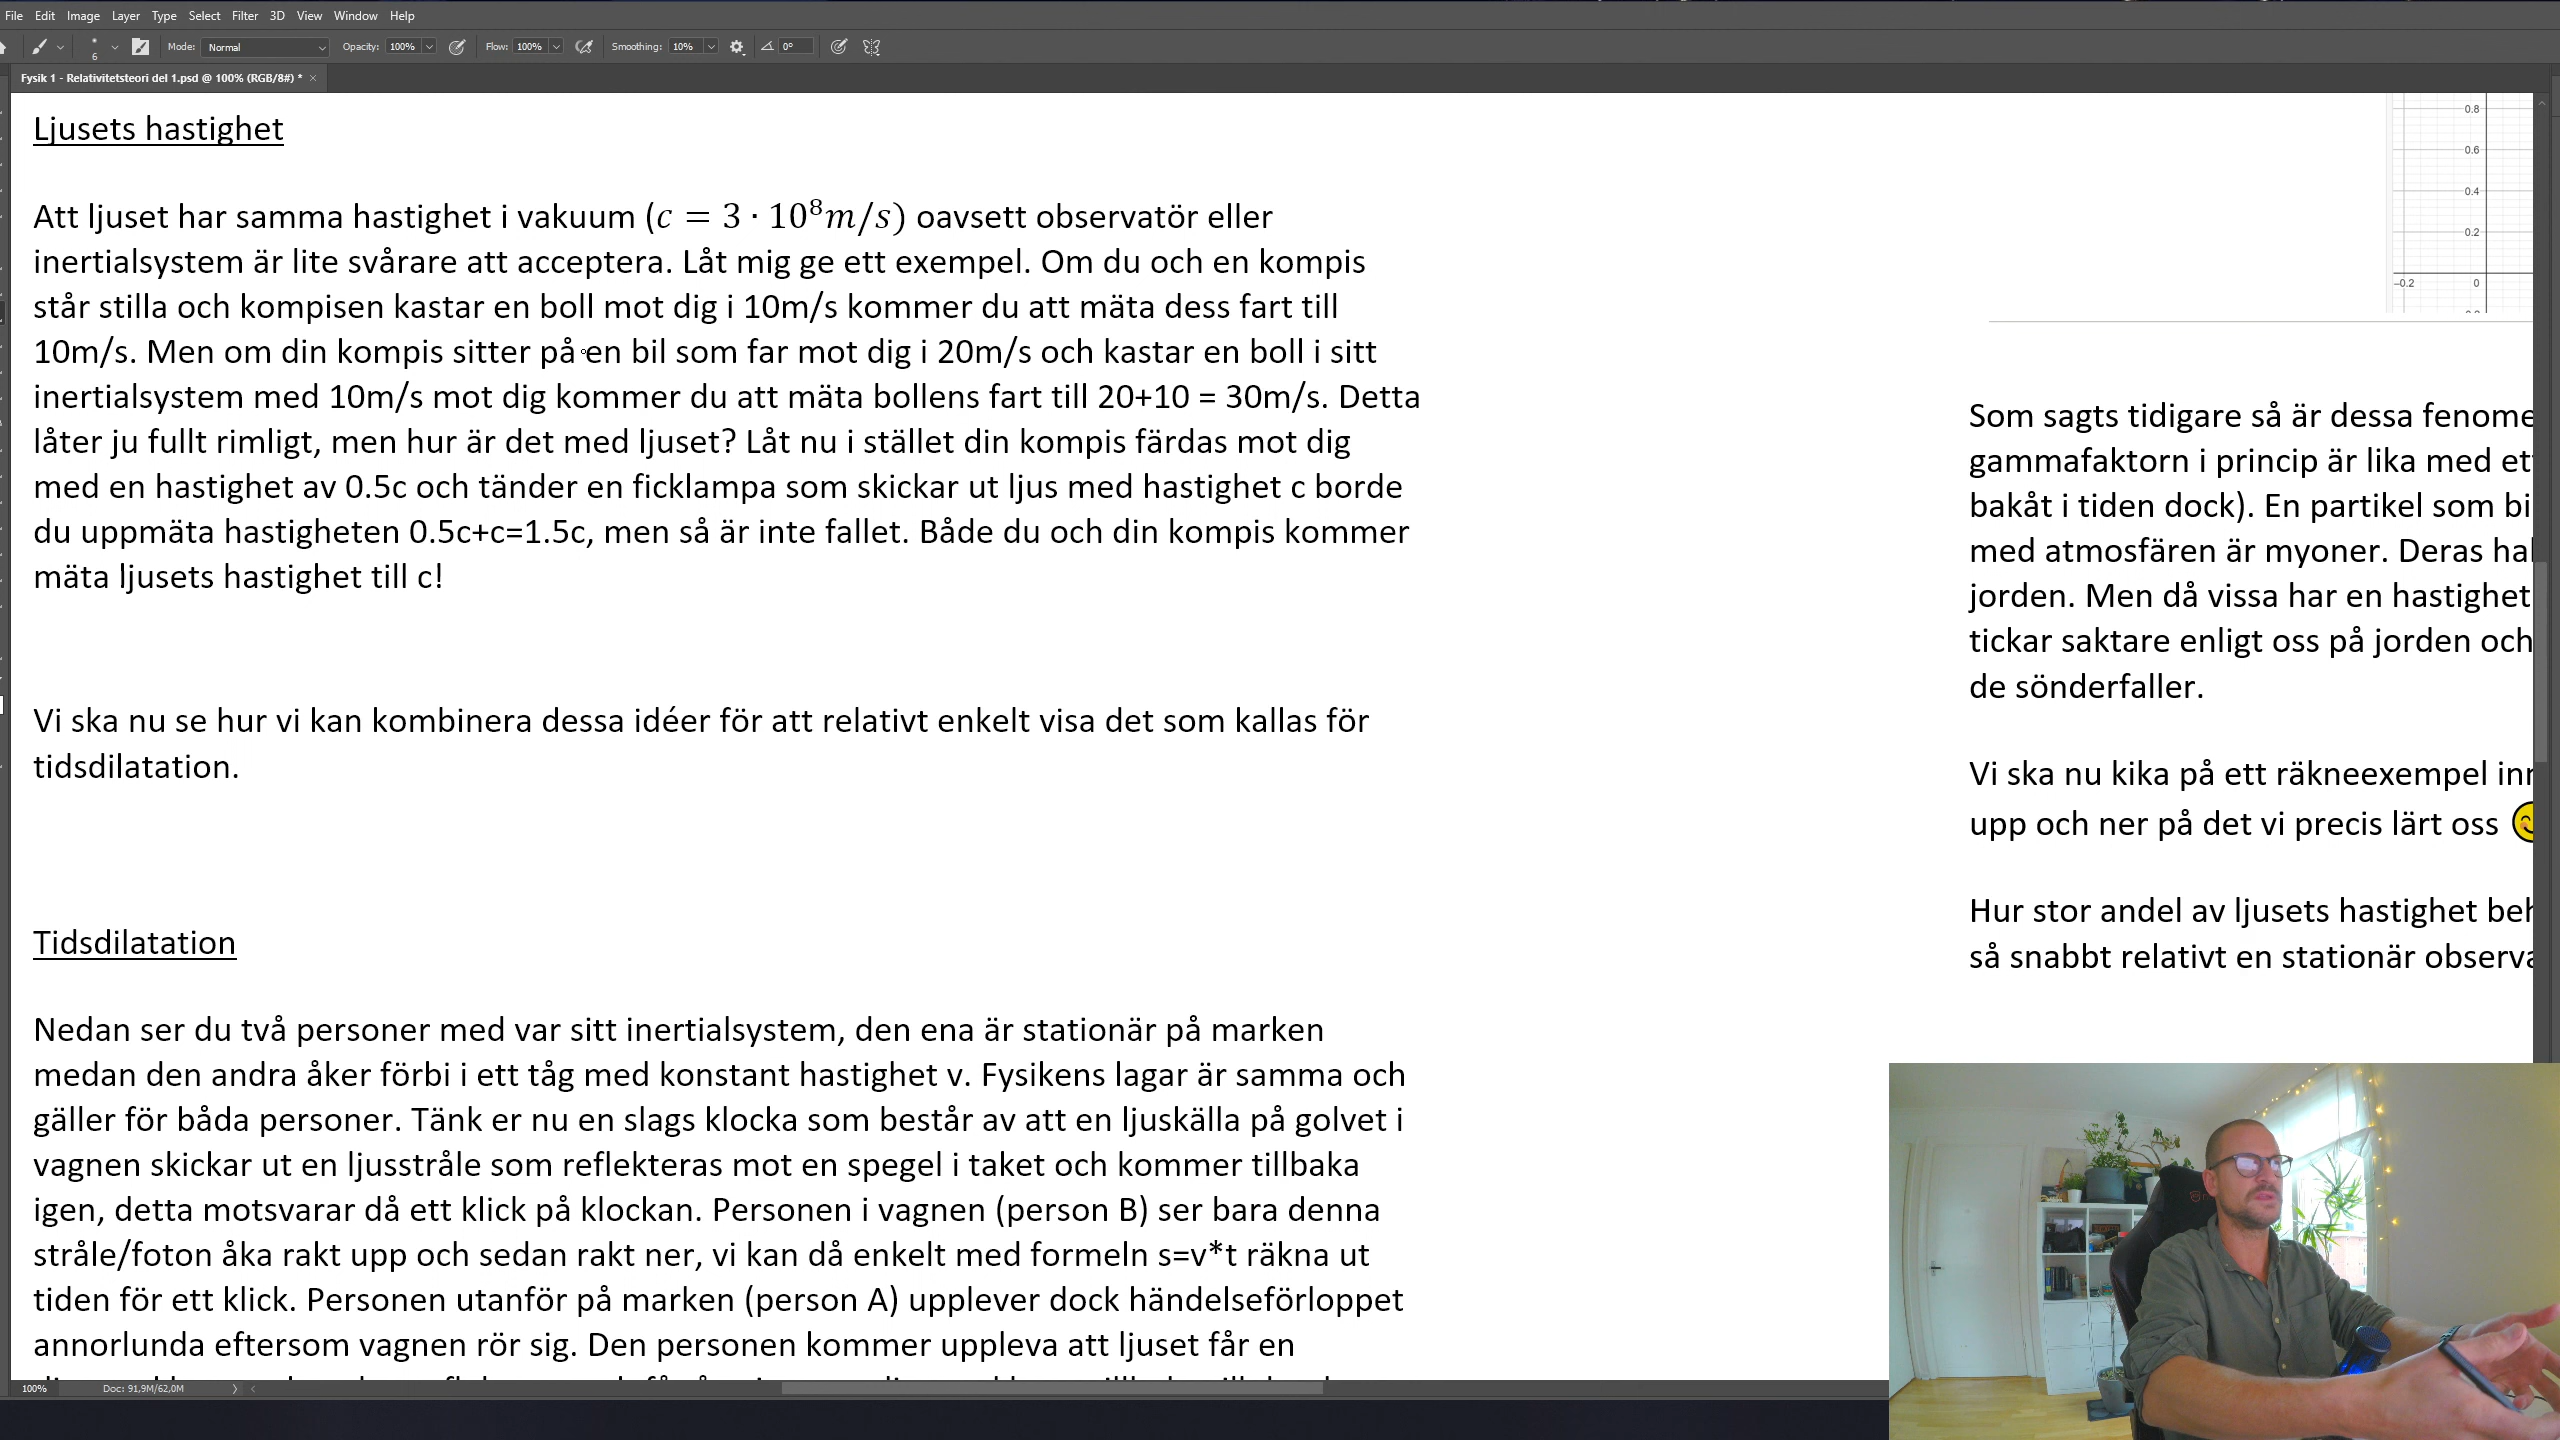 File Edit Image Layer Type Select Filter 3D View Window Help
6 Mode: Normal Opacity: 100% Flow: 100% Smoothing: 10% 0°
Fysik 1 - Relativitetsteori del 1.psd @ 100% (RGB/8#) * ×
Ljusets hastighet
Att ljuset har samma hastighet i vakuum (c = 3 · 10⁸m/s) oavsett observatör eller
inertialsystem är lite svårare att acceptera. Låt mig ge ett exempel. Om du och en kompis
står stilla och kompisen kastar en boll mot dig i 10m/s kommer du att mäta dess fart till
10m/s. Men om din kompis sitter på en bil som far mot dig i 20m/s och kastar en boll i sitt
inertialsystem med 10m/s mot dig kommer du att mäta bollens fart till 20+10 = 30m/s. Detta
låter ju fullt rimligt, men hur är det med ljuset? Låt nu i stället din kompis färdas mot dig
med en hastighet av 0.5c och tänder en ficklampa som skickar ut ljus med hastighet c borde
du uppmäta hastigheten 0.5c+c=1.5c, men så är inte fallet. Både du och din kompis kommer
mäta ljusets hastighet till c!
Vi ska nu se hur vi kan kombinera dessa idéer för att relativt enkelt visa det som kallas för
tidsdilatation.
Tidsdilatation
Nedan ser du två personer med var sitt inertialsystem, den ena är stationär på marken
medan den andra åker förbi i ett tåg med konstant hastighet v. Fysikens lagar är samma och
gäller för båda personer. Tänk er nu en slags klocka som består av att en ljuskälla på golvet i
vagnen skickar ut en ljusstråle som reflekteras mot en spegel i taket och kommer tillbaka
igen, detta motsvarar då ett klick på klockan. Personen i vagnen (person B) ser bara denna
stråle/foton åka rakt upp och sedan rakt ner, vi kan då enkelt med formeln s=v*t räkna ut
tiden för ett klick. Personen utanför på marken (person A) upplever dock händelseförloppet
annorlunda eftersom vagnen rör sig. Den personen kommer uppleva att ljuset får en
0.8
0.6
0.4
0.2
−0.2 0
Som sagts tidigare så är dessa fenome
gammafaktorn i princip är lika med et
bakåt i tiden dock). En partikel som bi
med atmosfären är myoner. Deras hal
jorden. Men då vissa har en hastighet
tickar saktare enligt oss på jorden och
de sönderfaller.
Vi ska nu kika på ett räkneexempel in
upp och ner på det vi precis lärt oss 😊
Hur stor andel av ljusets hastighet beh
så snabbt relativt en stationär observa
100% Doc: 91,9M/62,0M